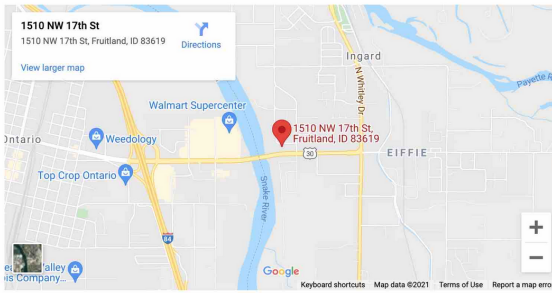 1510 NW 17th St
1510 NW 17th St, Fruitland, ID 83619
Directions
View larger map
Ingard
N Whitley Dr
Payette R
Walmart Supercenter
Ontario
Weedology
1510 NW 17th St,
Fruitland, ID 83619
30
EIFFIE
Top Crop Ontario
Snake River
84
Valley
is Company...
Google
Keyboard shortcuts
Map data ©2021
Terms of Use
Report a map erro